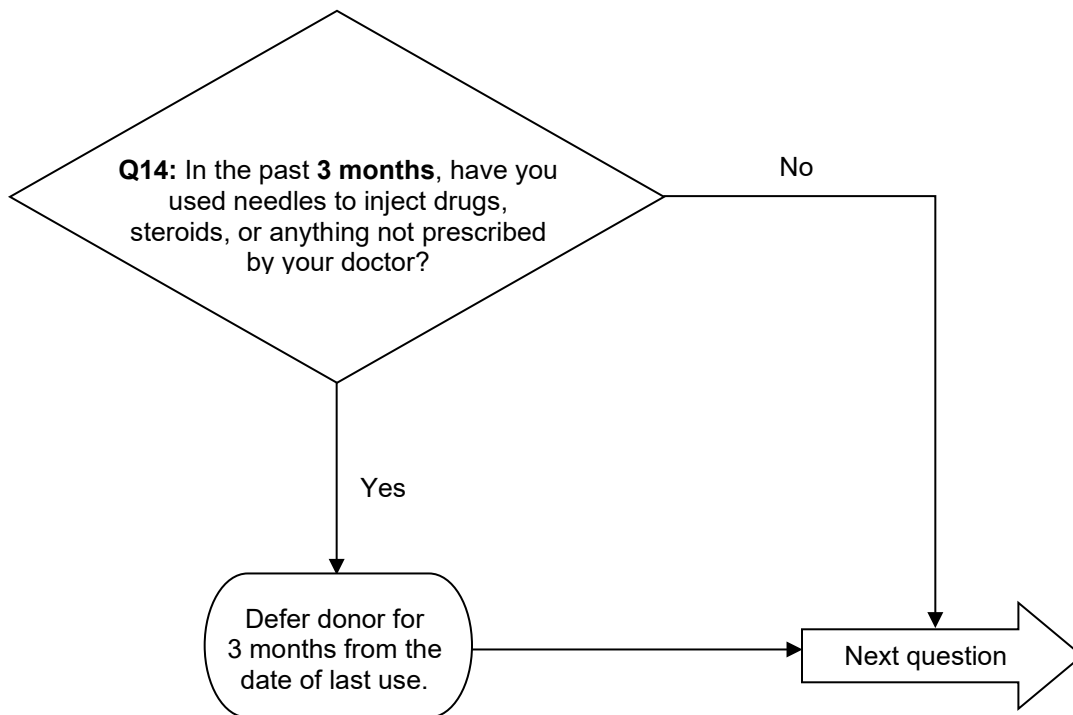 Q14: In the past 3 months, have you
used needles to inject drugs,
steroids, or anything not prescribed
by your doctor?
No
Yes
Defer donor for
3 months from the
date of last use.
Next question